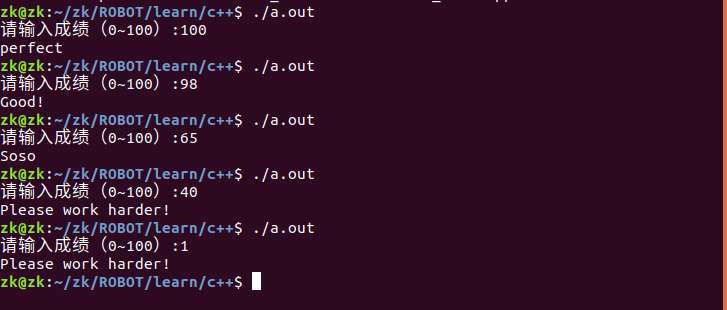 zk@zk:~/zk/ROBOT/learn/c++$ ./a.out
请输入成绩（0~100）:100
perfect
zk@zk:~/zk/ROBOT/learn/c++$ ./a.out
请输入成绩（0~100）:98
Good!
zk@zk:~/zk/ROBOT/learn/c++$ ./a.out
请输入成绩（0~100）:65
Soso
zk@zk:~/zk/ROBOT/learn/c++$ ./a.out
请输入成绩（0~100）:40
Please work harder!
zk@zk:~/zk/ROBOT/learn/c++$ ./a.out
请输入成绩（0~100）:1
Please work harder!
zk@zk:~/zk/ROBOT/learn/c++$